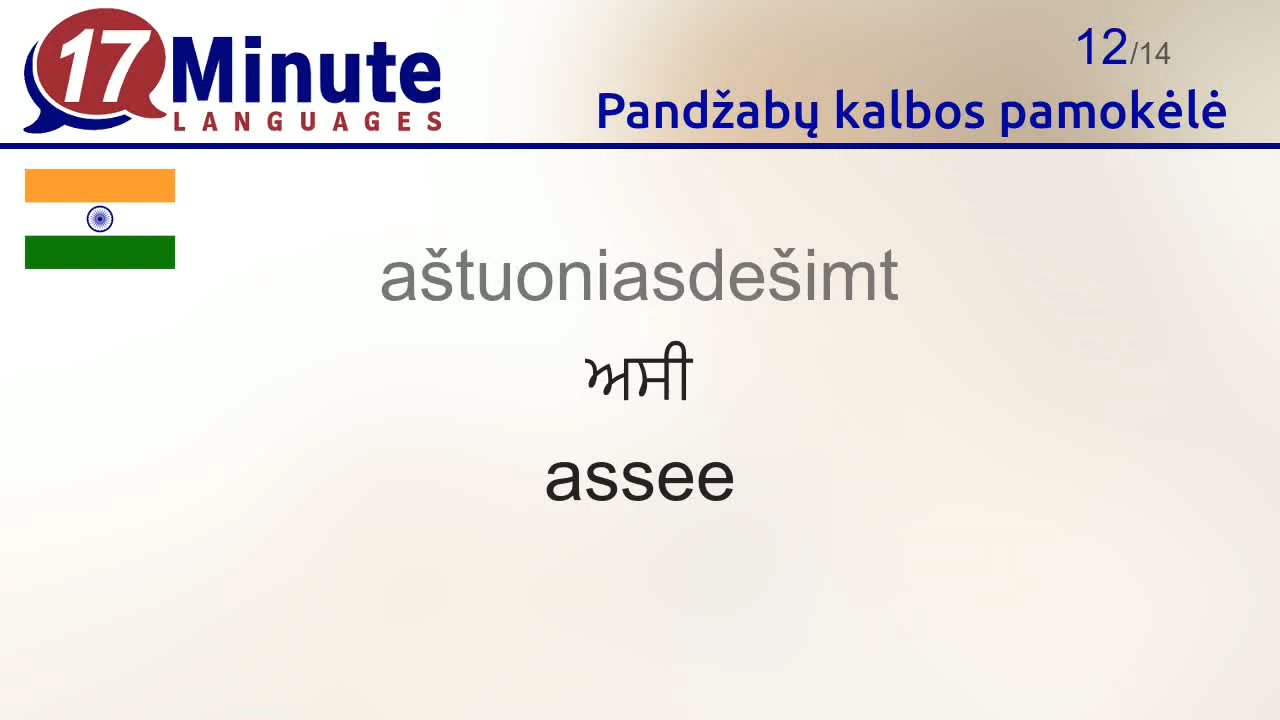 17 Minute
LANGUAGES
12/14
Pandžabų kalbos pamokėlė
aštuoniasdešimt
ਅਸੀ
assee